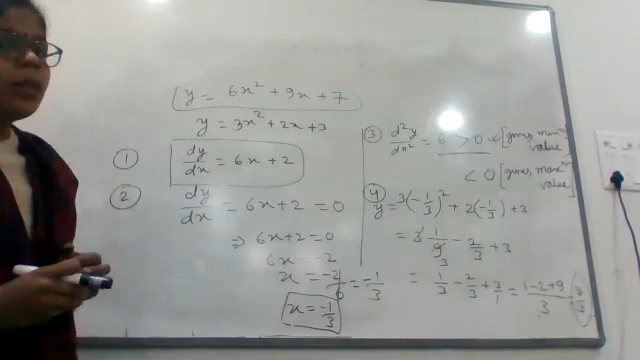 y = 6x² + 9x + 7
y = 3x² + 2x + 3
① dy/dx = 6x + 2
② dy/dx = 6x + 2 = 0
⇒ 6x + 2 = 0
6x = -2
x = -2/6 = -1/3
x = -1/3
③ d²y/dx² = 6 > 0 [gives value]
< 0 [gives max^m value]
④ y = 3(-1/3)² + 2(-1/3) + 3
= 3 1/9 - 2/3 + 3
3
= 1/3 - 2/3 + 3/1 = 1-2+9/3 =